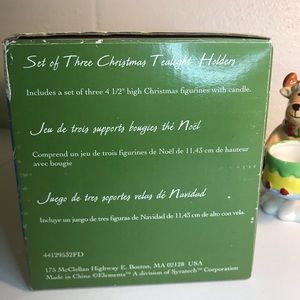 Set of Three Christmas Tealight Holders
Includes a set of three 4 1/2" high Christmas figurines with candle.
Jeu de trois supports bougies thé Noël
Comprend un jeu de trois figurines de Noël de 11,43 cm de hauteur
avec bougie
Juego de tres soportes velas de Navidad
Incluye un juego de tres figuras de Navidad de 11,43 cm de alto con vela.
44129532FD
175 McClellan Highway E. Boston, MA 02128 USA
Made in China ©Elements™ A division of Syratech™ Corporation